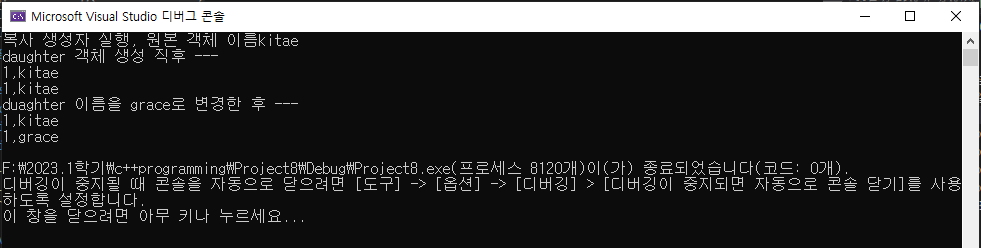 Microsoft Visual Studio 디버그 콘솔
복사 생성자 실행, 원본 객체 이름kitae
daughter 객체 생성 직후 ---
1,kitae
1,kitae
duaghter 이름을 grace로 변경한 후 ---
1,kitae
1,grace
F:\2023.1학기\c++programming\Project8\Debug\Project8.exe(프로세스 8120개)이(가) 종료되었습니다(코드: 0개).
디버깅이 중지될 때 콘솔을 자동으로 닫으려면 [도구] -> [옵션] -> [디버깅] > [디버깅이 중지되면 자동으로 콘솔 닫기]를 사용
하도록 설정합니다.
이 창을 닫으려면 아무 키나 누르세요...